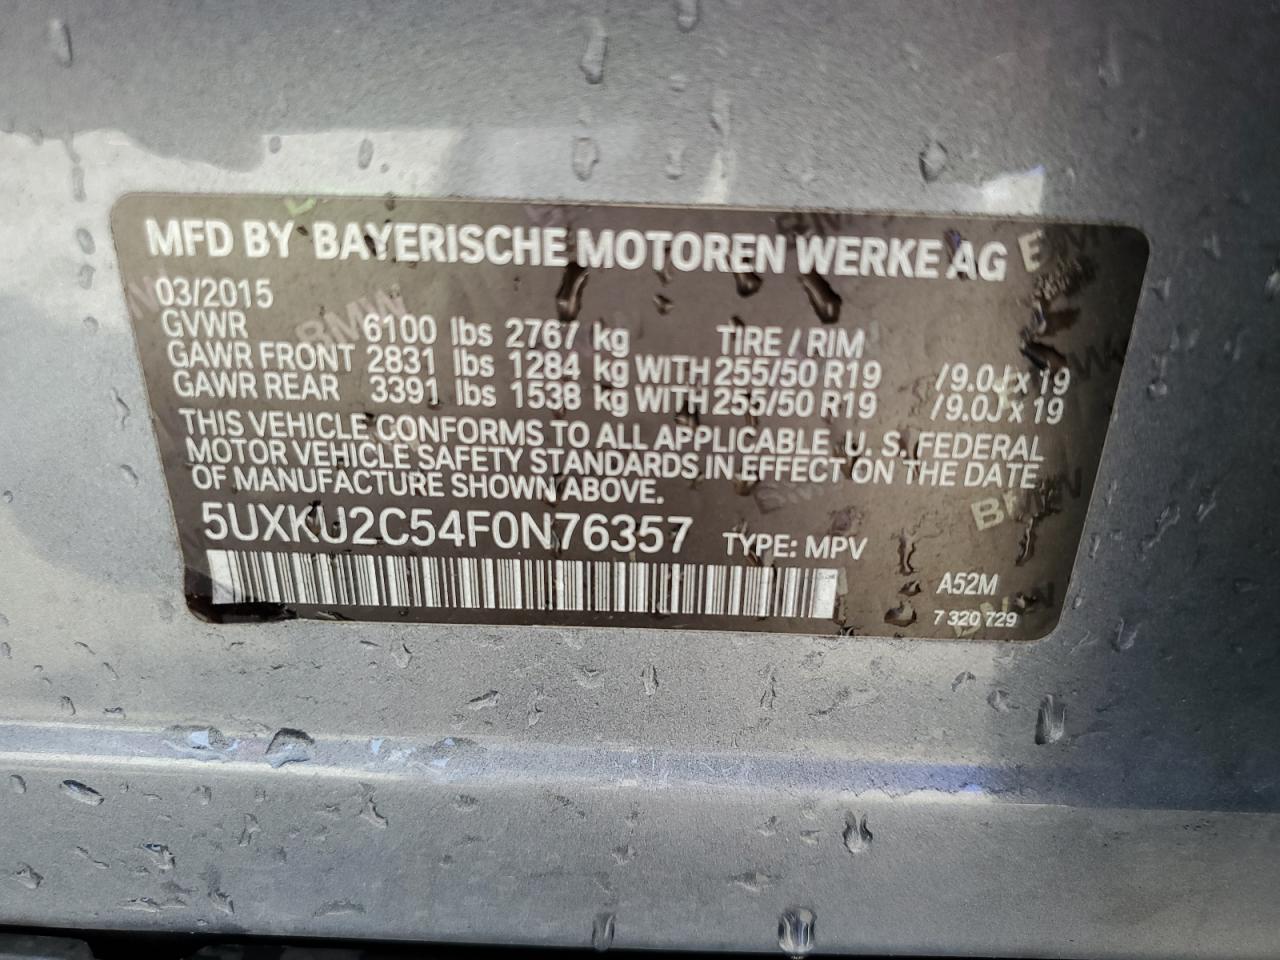 MFD BY BAYERISCHE MOTOREN WERKE AG
03/2015
GVWR 6100 lbs 2767 kg TIRE / RIM
GAWR FRONT 2831 lbs 1284 kg WITH 255/50 R19 /9.0J x 19
GAWR REAR 3391 lbs 1538 kg WITH 255/50 R19 /9.0J x 19
THIS VEHICLE CONFORMS TO ALL APPLICABLE U. S. FEDERAL
MOTOR VEHICLE SAFETY STANDARDS IN EFFECT ON THE DATE
OF MANUFACTURE SHOWN ABOVE.
5UXKU2C54F0N76357 TYPE: MPV
A52M
7 320 729